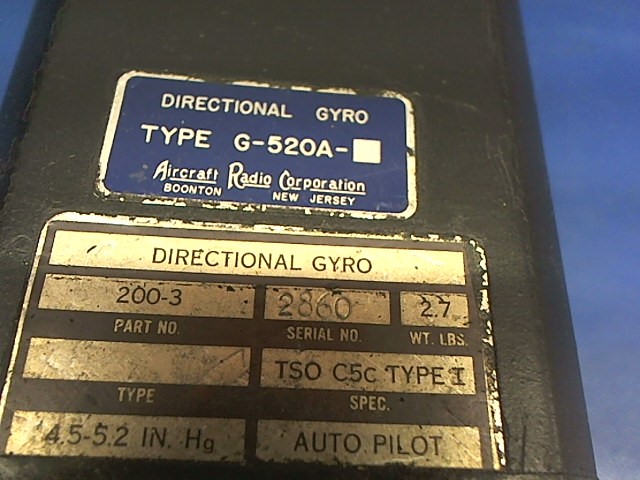 DIRECTIONAL GYRO
TYPE G-520A-
Aircraft Radio Corporation
BOONTON NEW JERSEY
DIRECTIONAL GYRO
200-3 2860 2.7
PART NO. SERIAL NO. WT. LBS.
TSO C5c TYPE I
TYPE SPEC.
4.5-5.2 IN. Hg AUTO PILOT